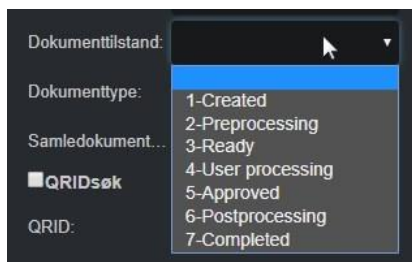 Dokumenttilstand:
Dokumenttype:
1-Created
2-Preprocessing
Samledokument...
3-Ready
4-User processing
QRIDsøk
5-Approved
6-Postprocessing
QRID:
7-Completed